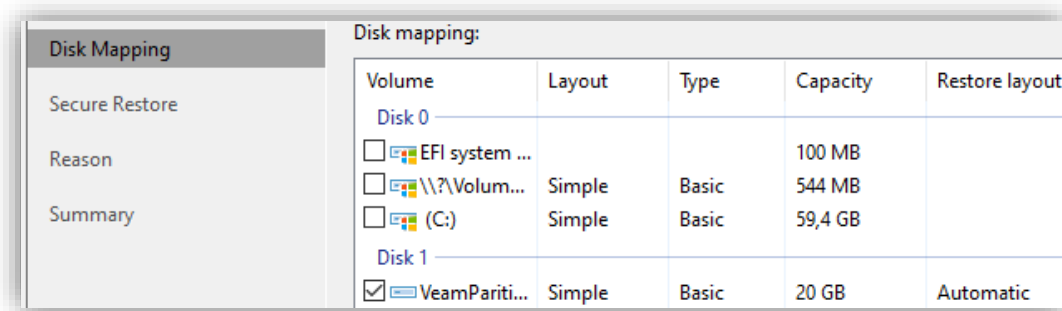 Disk Mapping
Secure Restore
Reason
Summary
Disk mapping:
Volume Layout Type Capacity Restore layout
Disk 0
EFI system ... 100 MB
\\?\Volum... Simple Basic 544 MB
(C:) Simple Basic 59,4 GB
Disk 1
VeamPariti... Simple Basic 20 GB Automatic